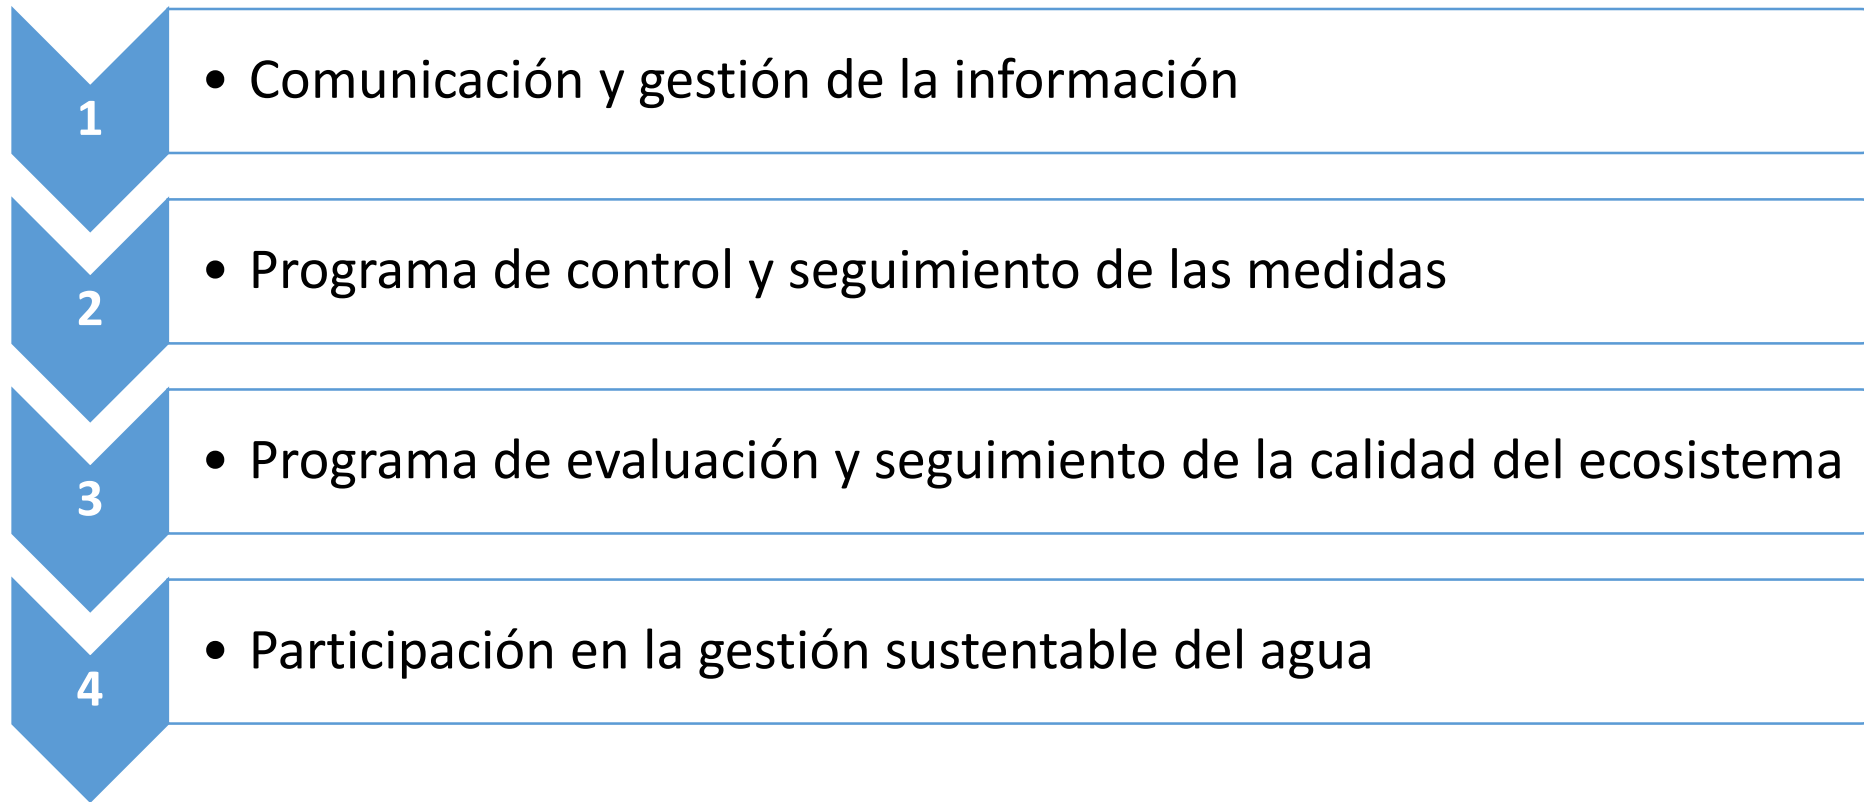 1
• Comunicación y gestión de la información
2
• Programa de control y seguimiento de las medidas
3
• Programa de evaluación y seguimiento de la calidad del ecosistema
4
• Participación en la gestión sustentable del agua